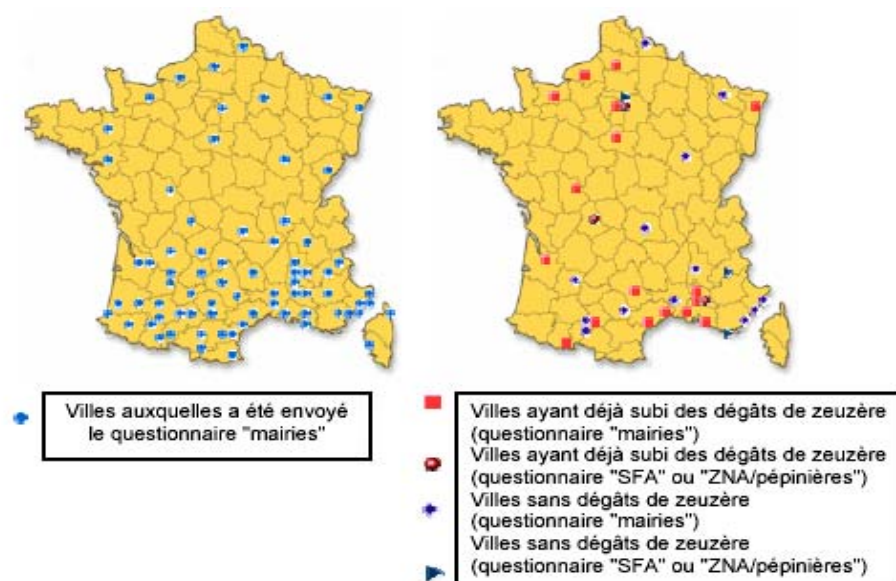 Villes auxquelles a été envoyé
le questionnaire "mairies"
Villes ayant déjà subi des dégâts de zeuzère
(questionnaire "mairies")
Villes ayant déjà subi des dégâts de zeuzère
(questionnaire "SFA" ou "ZNA/pépinières")
Villes sans dégâts de zeuzère
(questionnaire "mairies")
Villes sans dégâts de zeuzère
(questionnaire "SFA" ou "ZNA/pépinières")